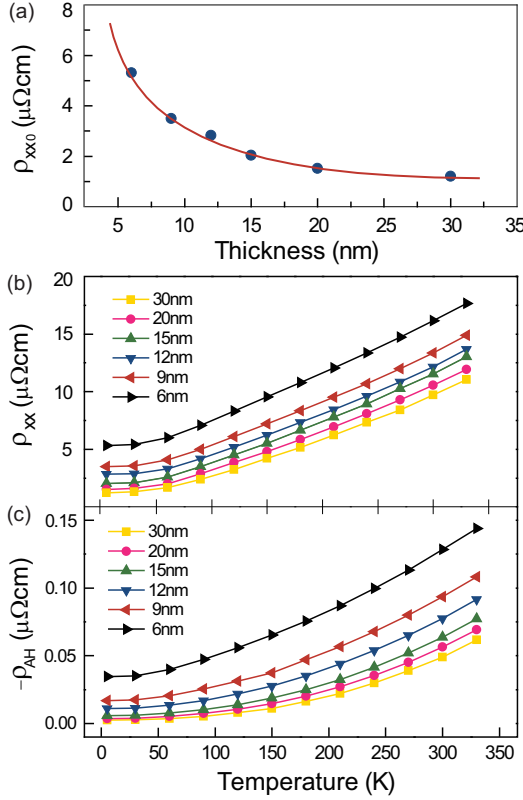 (a)
8
6
4
2
0
ρxx0 (μΩcm)
5 10 15 20 25 30 35
Thickness (nm)
(b)
20
15
10
5
ρxx (μΩcm)
30nm
20nm
15nm
12nm
9nm
6nm
(c)
0.15
0.10
0.05
0.00
-ρAH (μΩcm)
30nm
20nm
15nm
12nm
9nm
6nm
0 50 100 150 200 250 300 350
Temperature (K)